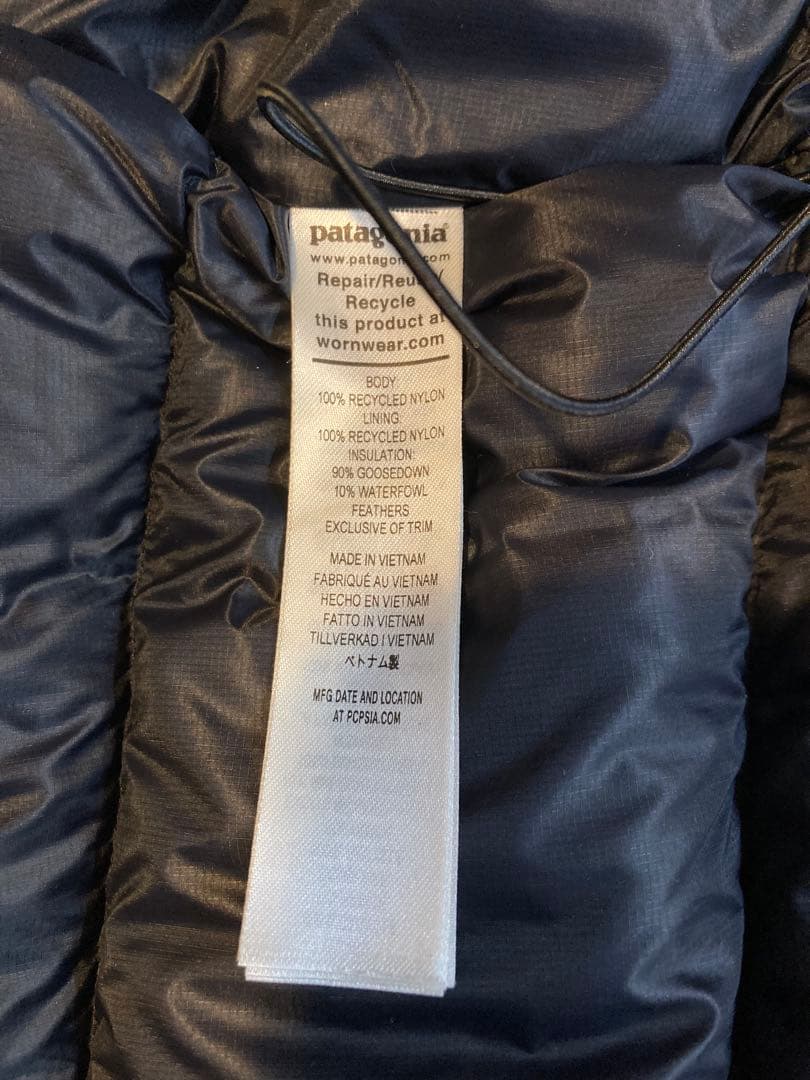 patagonia®
www.patagonia.com
Repair/Reuse/
Recycle
this product at
wornwear.com
BODY
100% RECYCLED NYLON
LINING:
100% RECYCLED NYLON
INSULATION:
90% GOOSEDOWN
10% WATERFOWL
FEATHERS
EXCLUSIVE OF TRIM
MADE IN VIETNAM
FABRIQUÉ AU VIETNAM
HECHO EN VIETNAM
FATTO IN VIETNAM
TILLVERKAD I VIETNAM
ベトナム製
MFG DATE AND LOCATION
AT PCPSIA.COM